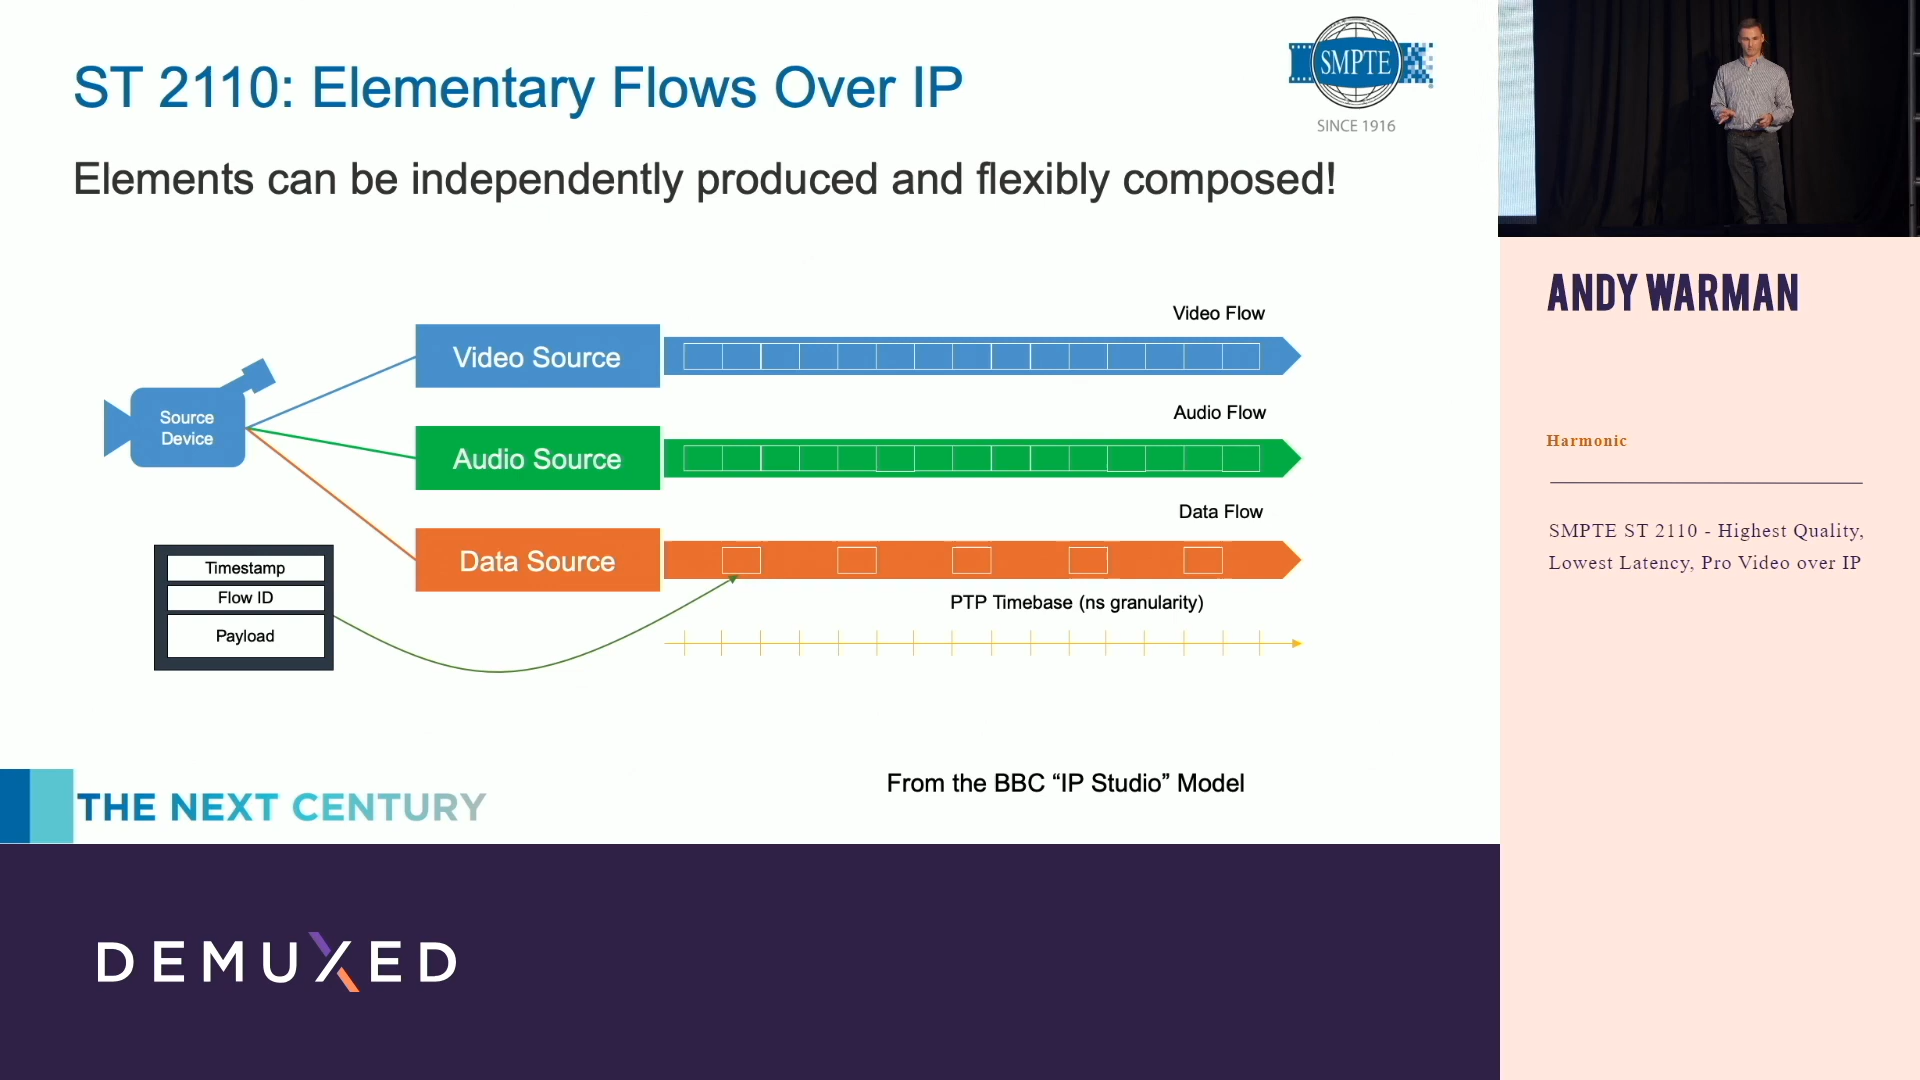 ST 2110: Elementary Flows Over IP
SMPTE
SINCE 1916
Elements can be independently produced and flexibly composed!
Source
Device
Video Source
Video Flow
Audio Source
Audio Flow
Data Source
Data Flow
Timestamp
Flow ID
Payload
PTP Timebase (ns granularity)
From the BBC “IP Studio” Model
THE NEXT CENTURY
DEMUXED
ANDY WARMAN
Harmonic
SMPTE ST 2110 - Highest Quality,
Lowest Latency, Pro Video over IP